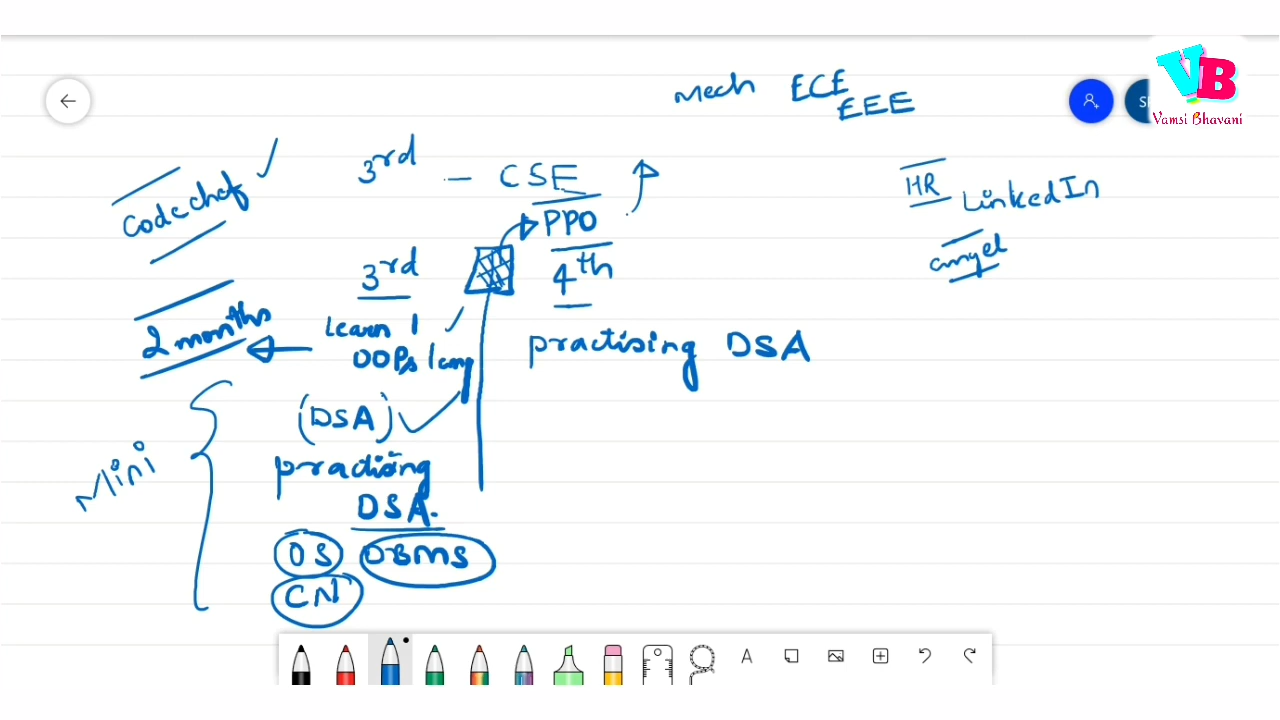 Mech ECE
EEE
VB
Vamsi Bhavani
Codechef
3rd - CSE
PPO
HR LinkedIn
angel
3rd
4th
2 months
Learn 1
OOPs lang
practising DSA
(DSA)
Mini
practising
DSA.
OS DBMS
CN
A